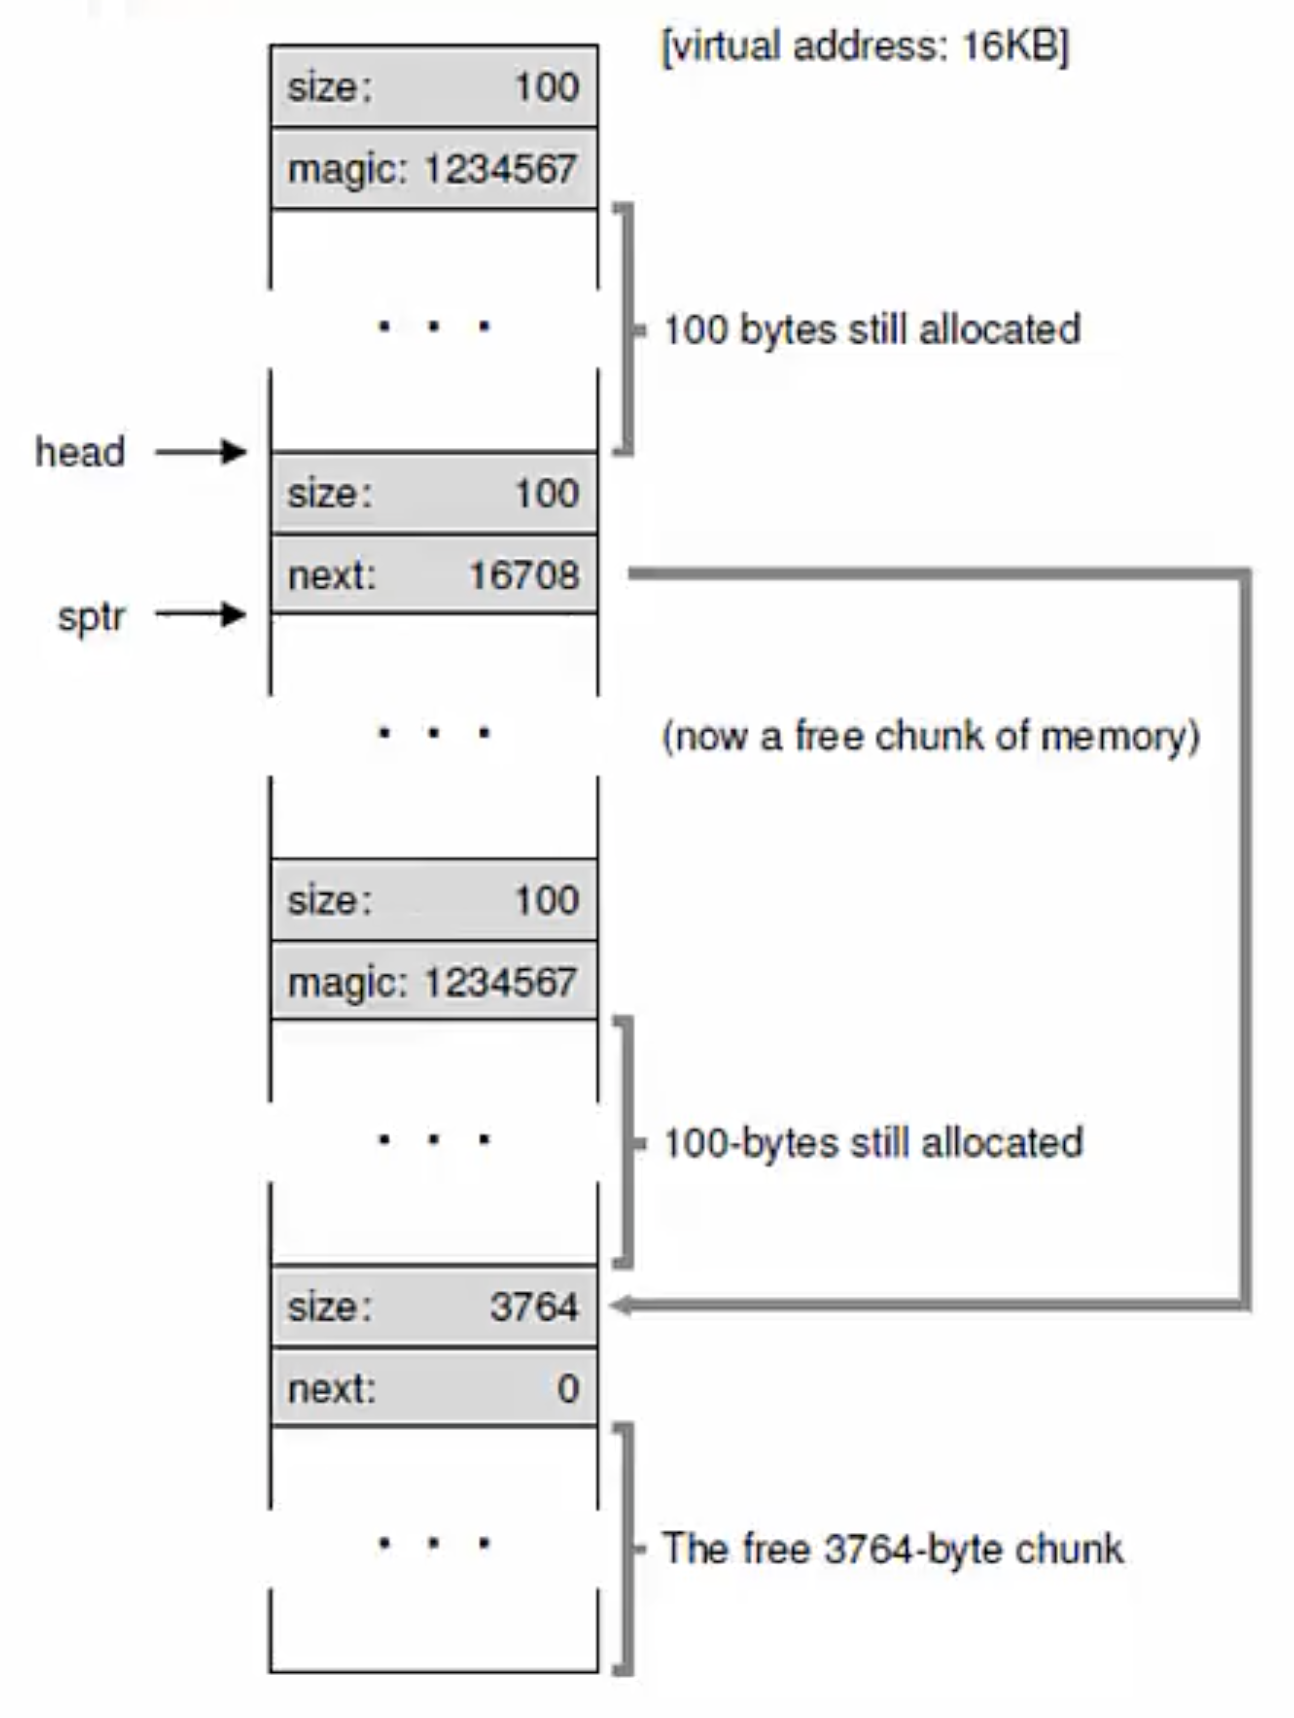 [virtual address: 16KB]
size: 100
magic: 1234567
. . .
100 bytes still allocated
head
size: 100
next: 16708
sptr
. . .
(now a free chunk of memory)
size: 100
magic: 1234567
. . .
100-bytes still allocated
size: 3764
next: 0
. . .
The free 3764-byte chunk